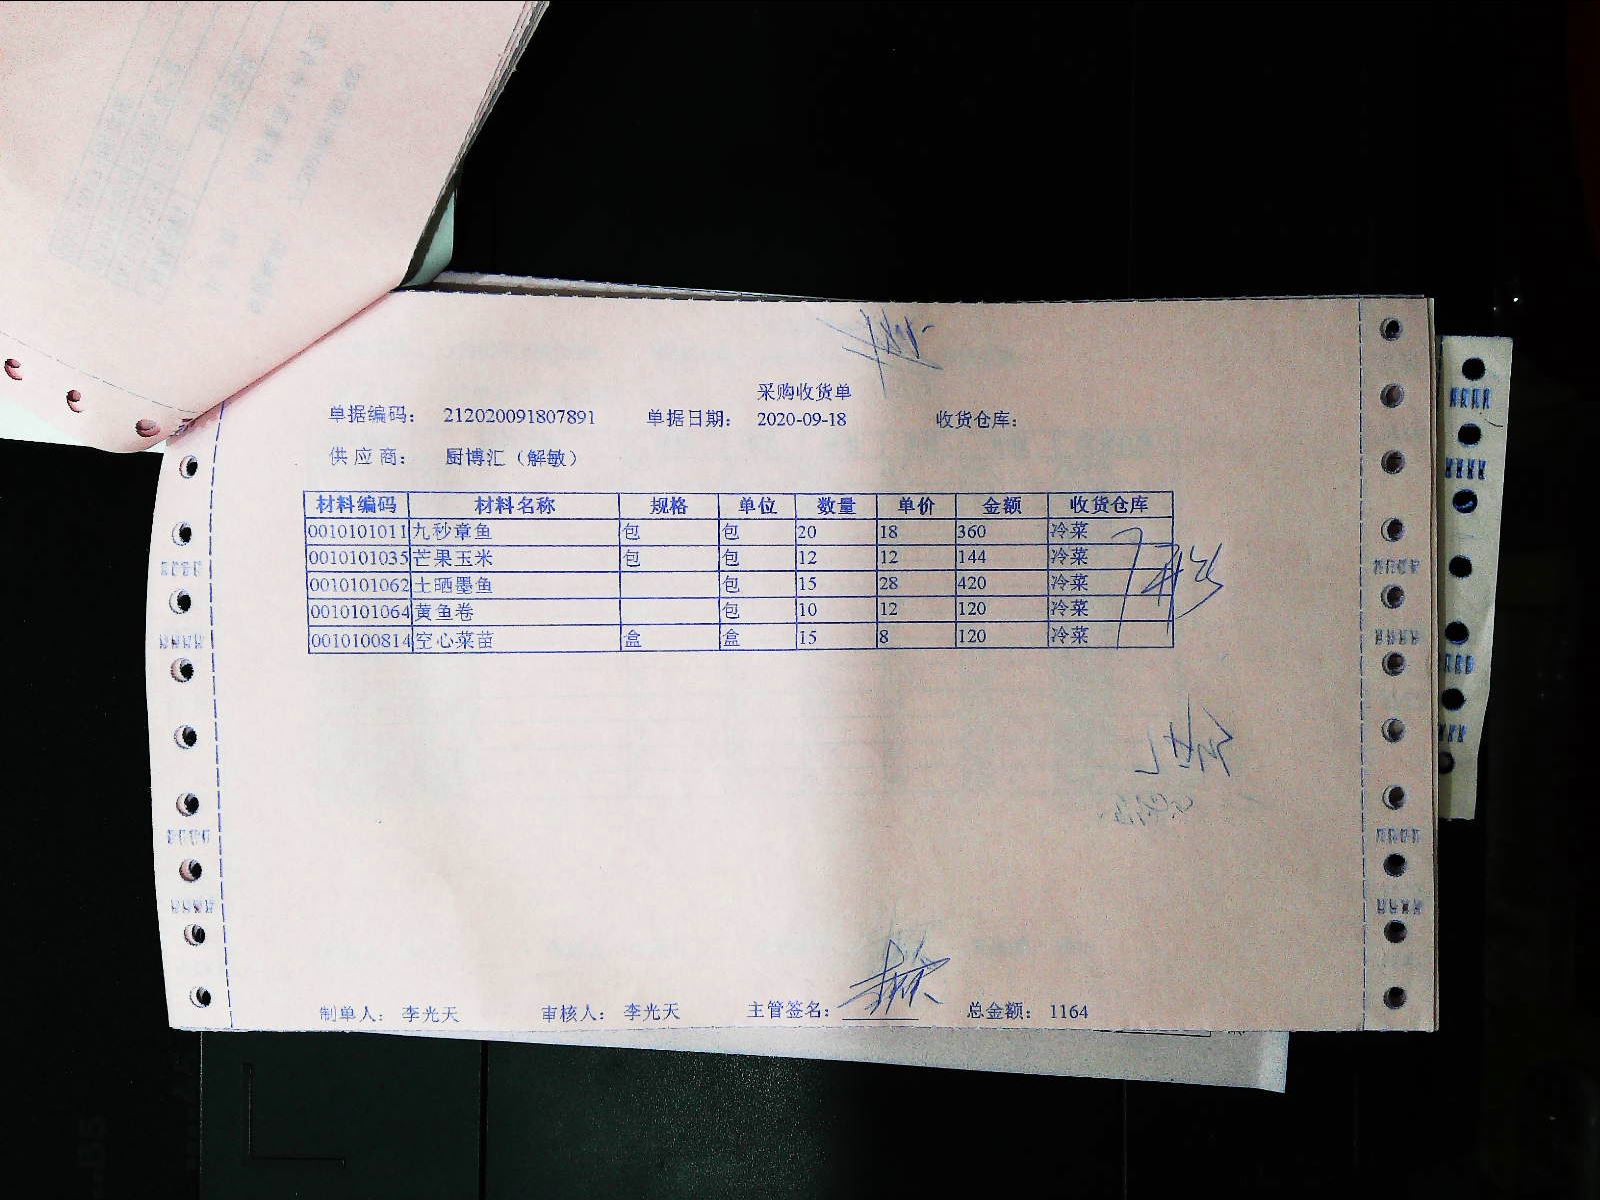 采购收货单
单据编码: 212020091807891 单据日期: 2020-09-18 收货仓库:
供应商: 厨博汇（解敏）
材料编码 材料名称 规格 单位 数量 单价 金额 收货仓库
0010101011 九秒章鱼 包 包 20 18 360 冷菜
0010101035 芒果玉米 包 包 12 12 144 冷菜
0010101062 土晒墨鱼 包 15 28 420 冷菜
0010101064 黄鱼卷 包 10 12 120 冷菜
0010100814 空心菜苗 盒 盒 15 8 120 冷菜
制单人: 李光天 审核人: 李光天 主管签名: 总金额: 1164